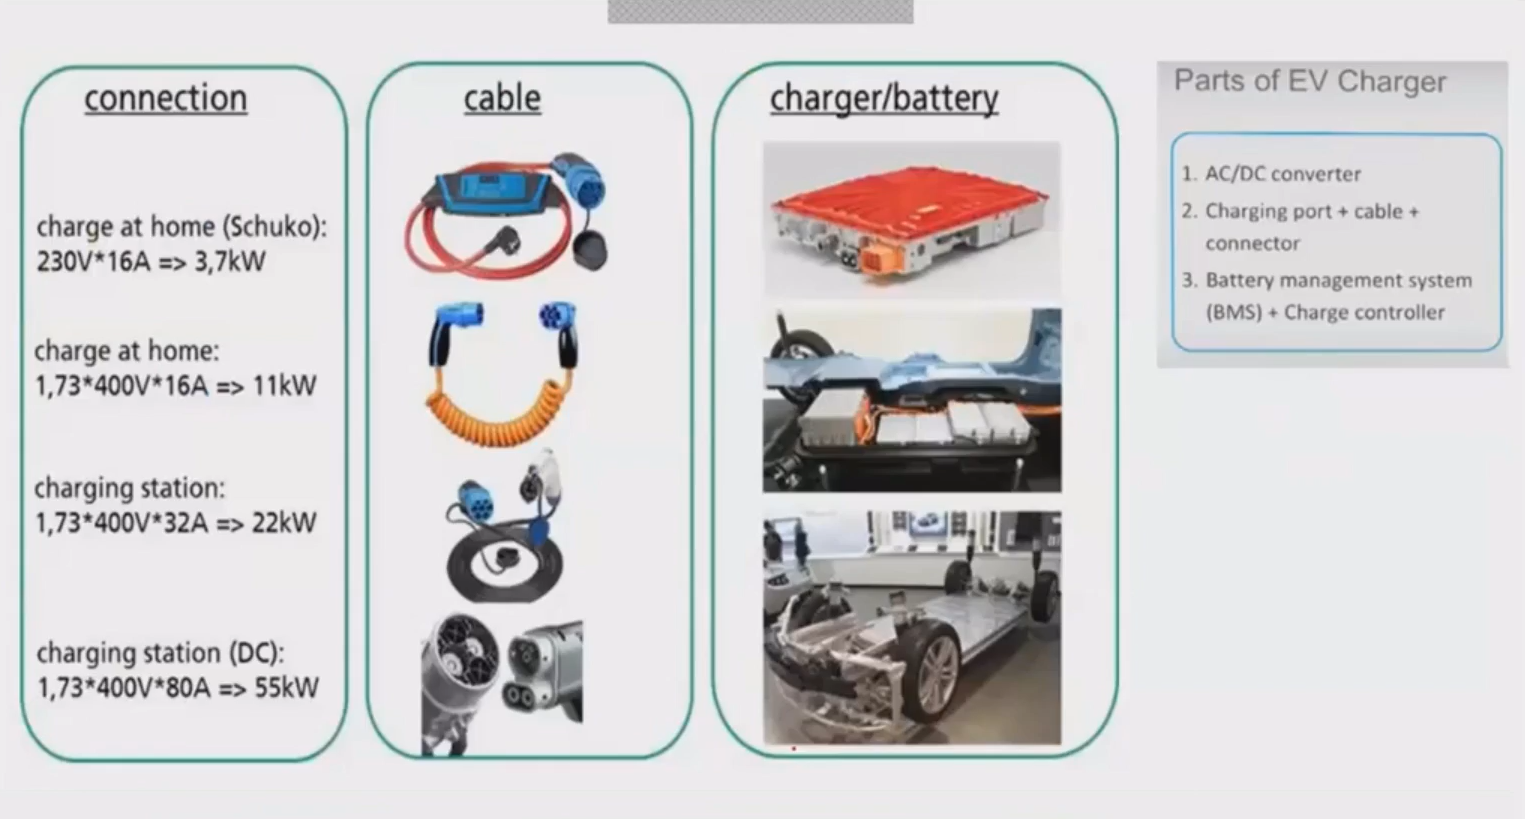 connection
charge at home (Schuko):
230V*16A => 3,7kW
charge at home:
1,73*400V*16A => 11kW
charging station:
1,73*400V*32A => 22kW
charging station (DC):
1,73*400V*80A => 55kW
cable
charger/battery
Parts of EV Charger
1. AC/DC converter
2. Charging port + cable +
connector
3. Battery management system
(BMS) + Charge controller